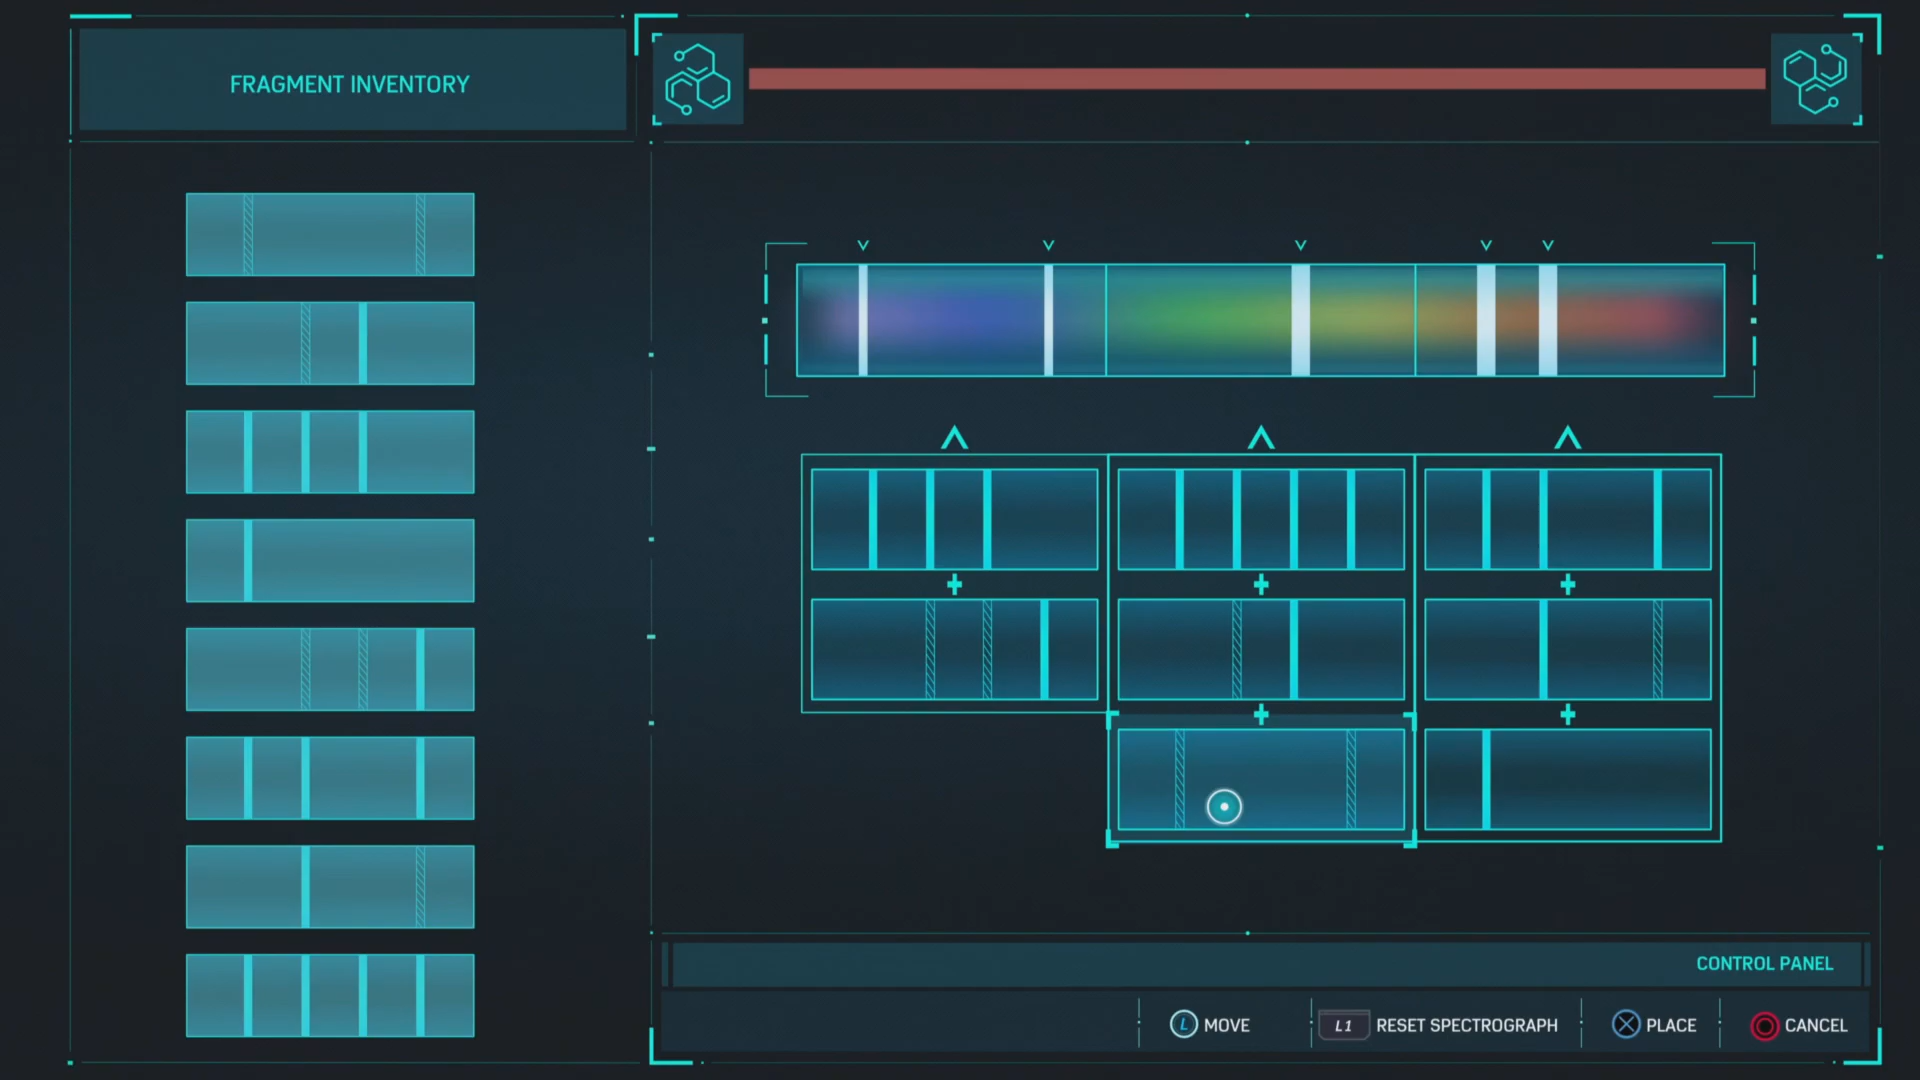 FRAGMENT INVENTORY
CONTROL PANEL
L MOVE
L1 RESET SPECTROGRAPH
PLACE
CANCEL